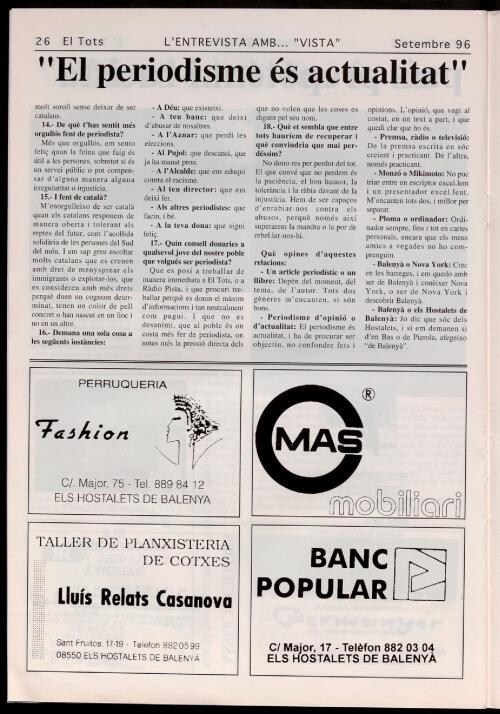 26 El Tots
L'ENTREVISTA AMB... "VISTA"
Setembre 96
"El periodisme és actualitat"
molt soroll sense deixar de ser
catalans.
14.- De què t'has sentit més
orgullós fent de periodista?
Més que orgullós, em sento
feliç quan la feina que faig és
útil a les persones, sobretot si és
un servei públic o pot compen-
sar d'alguna manera alguna
irregularitat o injustícia.
15.- I fent de català?
M'enorgulleixo de ser català
quan els catalans responem de
manera oberta i tolerant als
reptes del futur, com l'acollida
solidària de les persones del Sud
del món. I em sap greu escoltar
molts catalans que es creuen
amb dret de menysprear els
immigrants o explotar-los, que
es consideren amb més drets
perquè duen un cognom deter-
minat, tenen un color de pell
concret o han nascut en un lloc i
no en un altre.
16.- Demana una sola cosa a
les següents instàncies:
- A Déu: que existeixi.
- A teu banc: que deixi
d'abusar de nosaltres.
- A l'Aznar: que perdi les
eleccions.
- Al Pujol: que descansi, que
ja ha manat prou.
- A l'Alcalde: que ens eduqui
contra el racisme.
- Al teu director: que em
deixi fer.
- Als altres periodistes: que
facin, i bé.
- A la teva dona: que sigui
feliç.
17.- Quin consell donaries a
qualsevol jove del nostre poble
que volgués ser periodista?
Que es posi a treballar de
manera immediata a El Tots, o a
Ràdio Pista, i que procuri tre-
ballar perquè es donin el màxim
d'informacions i tan neutralment
com pugui. I que no es
desanimi, que al poble és on
costa més fer de periodista, on
notes més la pressió directa dels
que no volen que les coses es
diguin pel seu nom.
18.- Què et sembla que entre
tots hauríem de recuperar i
què convindria que mai per-
déssim?
No dono res per perdut del tot.
El que convé que no perdem és
la paciència, el bon humor, la
tolerància i la ràbia davant de la
injustícia. Hem de ser capaços
d'enrabiar-nos contra els
abusos, perquè només així
superarem la mandra o la por de
rebel.lar-nos-hi.
Què opines d'aquestes
relacions:
- Un article periodístic o un
llibre: Depèn del moment, del
tema, de l'autor. Tots dos
gèneres m'encanten, si són
bons.
- Periodisme d'opinió o
d'actualitat: El periodisme és
actualitat, i ha de procurar ser
objectiu, no confondre fets i
opinions. L'opinió, que vagi al
costat, en un text a part, i que
quedi clar que ho és.
- Premsa, ràdio o televisió:
De la premsa escrita en sóc
creient i practicant. De l'altra,
només practicant.
- Monzó o Mikimoto: No puc
triar entre un escriptor excel.lent
i un presentador excel.lent.
M'encanten tots dos, i millor per
separat.
- Ploma o ordinador: Ordi-
nador sempre, fins i tot en cartes
personals, encara que els meus
amics a vegades no ho com-
prenguin.
- Balenyà o Nova York: Crec
en les barreges, i em quedo amb
ser de Balenyà i conèixer Nova
York, o ser de Nova York i
descobrir Balenyà.
- Balenyà o els Hostalets de
Balenyà: Jo dic que sóc dels
Hostalets, i si em demanen si
d'en Bas o de Pierola, afegeixo
"de Balenyà".
PERRUQUERIA
Fashion
C/. Major, 75 - Tel. 889 84 12
ELS HOSTALETS DE BALENYA
®
MAS
mobiliari
TALLER DE PLANXISTERIA
DE COTXES
Lluís Relats Casanova
Sant Fruitós, 17-19 - Telèfon 882 05 99
08550 ELS HOSTALETS DE BALENYÀ
BANC
POPULAR
C/ Major, 17 - Telèfon 882 03 04
ELS HOSTALETS DE BALENYÀ